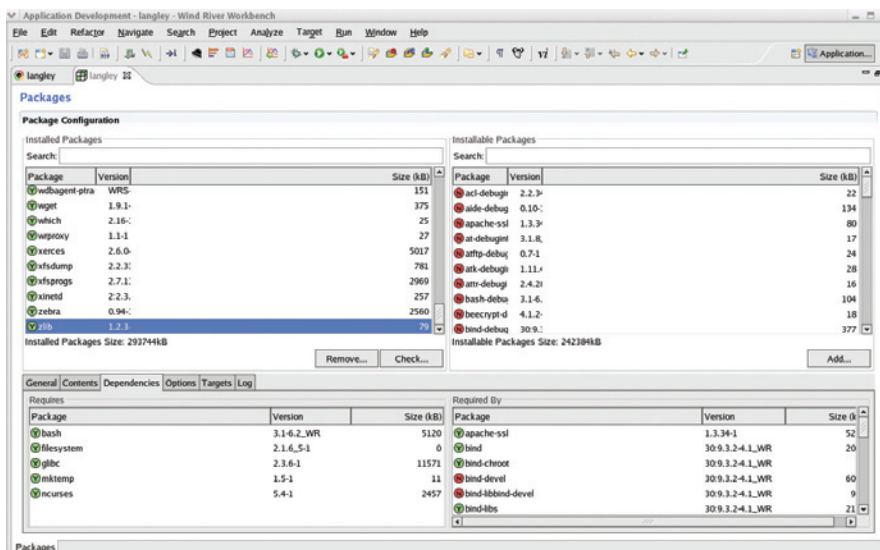 Application Development - langley - Wind River Workbench
File Edit Refactor Navigate Search Project Analyze Target Run Window Help
vi Application...
langley langley
Packages
Package Configuration
Installed Packages
Search:
Package Version Size (kB)
wdbagent-ptra WRS- 151
wget 1.9.1- 375
which 2.16-: 25
wrproxy 1.1-1 27
xerces 2.6.0- 5017
xfsdump 2.2.3: 781
xfsprogs 2.7.1: 2969
xinetd 2:2.3. 257
zebra 0.94-: 2560
zlib 1.2.3- 79
Installed Packages Size: 293744kB
Remove... Check...
Installable Packages
Search:
Package Version Size (kB)
acl-debugin 2.2.3 22
aide-debug 0.10-: 134
apache-ssl 1.3.3 80
at-debuginf 3.1.8, 17
atftp-debug 0.7-1 24
atk-debugin 1.11. 28
attr-debugi 2.4.2 16
bash-debu 3.1-6. 104
beecrypt-d 4.1.2- 18
bind-debug 30:9.: 377
Installable Packages Size: 242384kB
Add...
General Contents Dependencies Options Targets Log
Requires
Package Version Size (kB)
bash 3.1-6.2_WR 5120
filesystem 2.1.6_5-1 0
glibc 2.3.6-1 11571
mktemp 1.5-1 11
ncurses 5.4-1 2457
Required By
Package Version Size (k
apache-ssl 1.3.34-1 52
bind 30:9.3.2-4.1_WR 20
bind-chroot 30:9.3.2-4.1_WR
bind-devel 30:9.3.2-4.1_WR 60
bind-libbind-devel 30:9.3.2-4.1_WR 9
bind-libs 30:9.3.2-4.1_WR 21
Packages